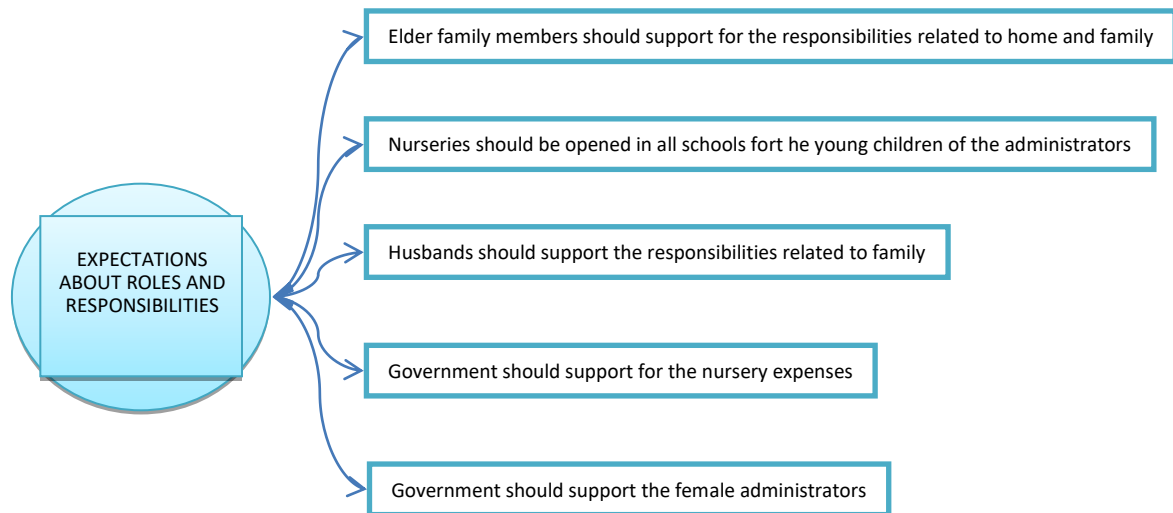 Elder family members should support for the responsibilities related to home and family
Nurseries should be opened in all schools fort he young children of the administrators
EXPECTATIONS
ABOUT ROLES AND
RESPONSIBILITIES
Husbands should support the responsibilities related to family
Government should support for the nursery expenses
Government should support the female administrators